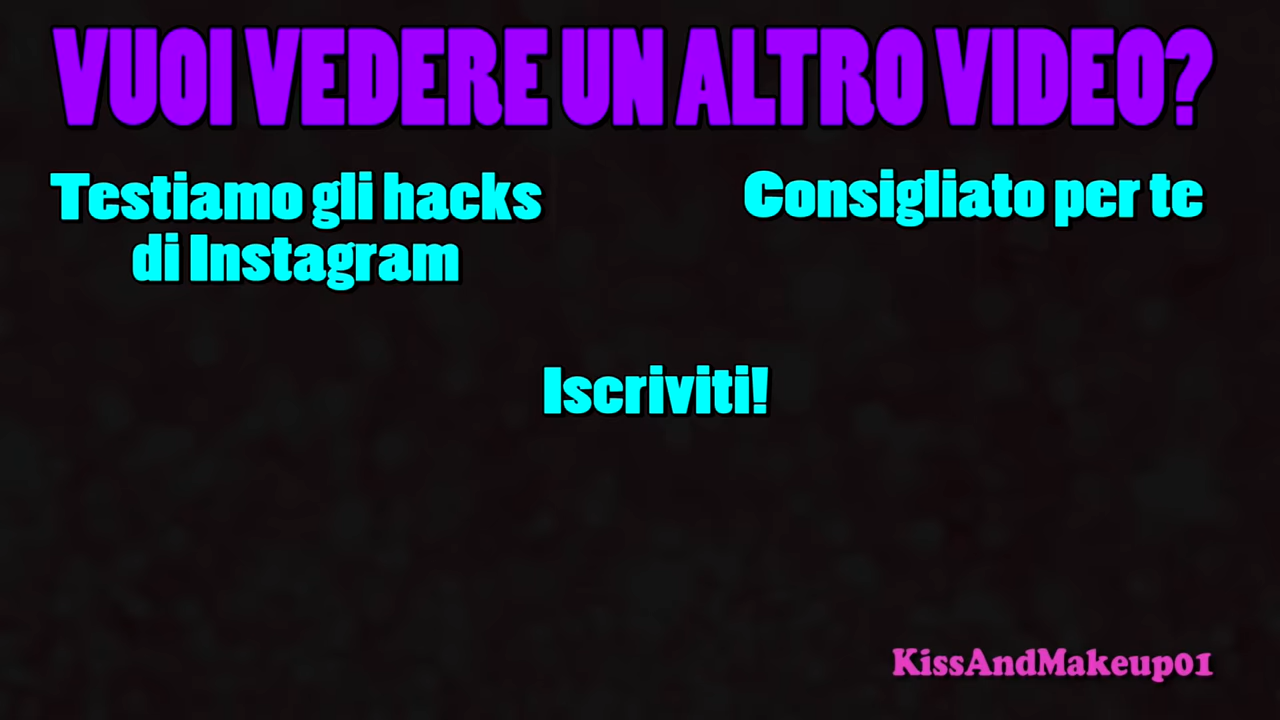 VUOI VEDERE UN ALTRO VIDEO?
Testiamo gli hacks
di Instagram
Consigliato per te
Iscriviti!
KissAndMakeup01